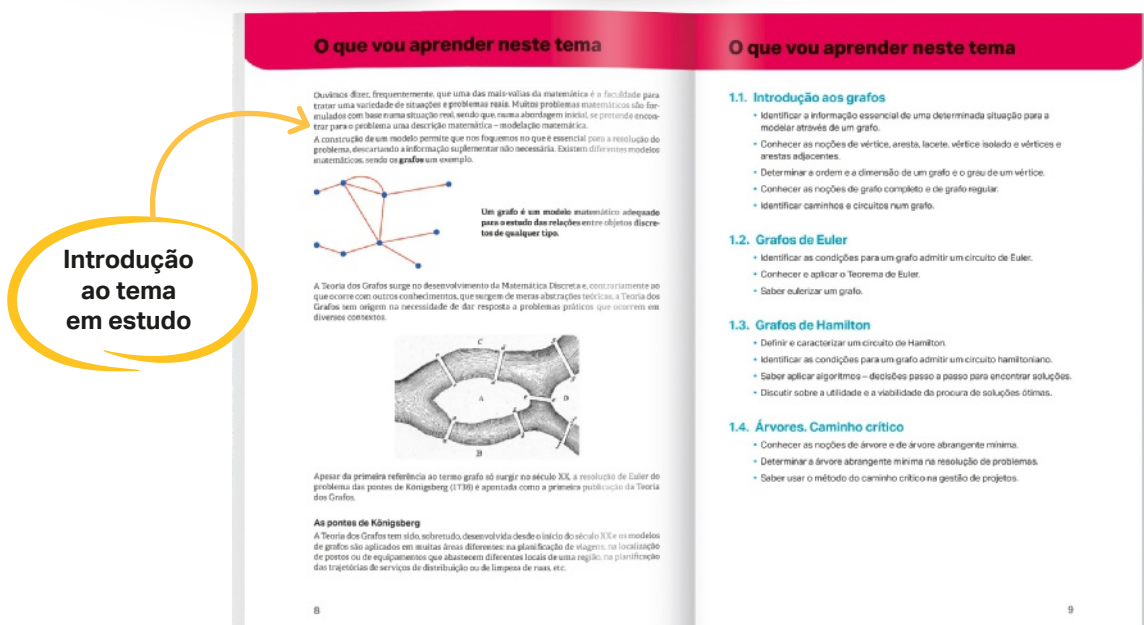 Introdução
ao tema
em estudo
O que vou aprender neste tema
Ouvimos dizer, frequentemente, que uma das mais-valias da matemática é a faculdade para
tratar uma variedade de situações e problemas reais. Muitos problemas matemáticos são for-
mulados com base numa situação real, sendo que, numa abordagem inicial, se pretende encon-
trar para o problema uma descrição matemática – modelação matemática.
A construção de um modelo permite que nos foquemos no que é essencial para a resolução do
problema, descartando a informação suplementar não necessária. Existem diferentes modelos
matemáticos, sendo os grafos um exemplo.
Um grafo é um modelo matemático adequado
para o estudo das relações entre objetos discre-
tos de qualquer tipo.
A Teoria dos Grafos surge no desenvolvimento da Matemática Discreta e, contrariamente ao
que ocorre com outros conhecimentos, que surgem de meras abstrações teóricas, a Teoria dos
Grafos tem origem na necessidade de dar resposta a problemas práticos que ocorrem em
diversos contextos.
C
A
D
B
Apesar da primeira referência ao termo grafo só surgir no século XX, a resolução de Euler do
problema das pontes de Königsberg (1736) é apontada como a primeira publicação da Teoria
dos Grafos.
As pontes de Königsberg
A Teoria dos Grafos tem sido, sobretudo, desenvolvida desde o início do século XX e os modelos
de grafos são aplicados em muitas áreas diferentes: na planificação de viagens, na localização
de postos ou de equipamentos que abastecem diferentes locais de uma região, na planificação
das trajetórias de serviços de distribuição ou de limpeza de ruas, etc.
8
O que vou aprender neste tema
1.1. Introdução aos grafos
• Identificar a informação essencial de uma determinada situação para a
modelar através de um grafo.
• Conhecer as noções de vértice, aresta, lacete, vértice isolado e vértices e
arestas adjacentes.
• Determinar a ordem e a dimensão de um grafo e o grau de um vértice.
• Conhecer as noções de grafo completo e de grafo regular.
• Identificar caminhos e circuitos num grafo.
1.2. Grafos de Euler
• Identificar as condições para um grafo admitir um circuito de Euler.
• Conhecer e aplicar o Teorema de Euler.
• Saber eulerizar um grafo.
1.3. Grafos de Hamilton
• Definir e caracterizar um circuito de Hamilton.
• Identificar as condições para um grafo admitir um circuito hamiltoniano.
• Saber aplicar algoritmos – decisões passo a passo para encontrar soluções.
• Discutir sobre a utilidade e a viabilidade da procura de soluções ótimas.
1.4. Árvores. Caminho crítico
• Conhecer as noções de árvore e de árvore abrangente mínima.
• Determinar a árvore abrangente mínima na resolução de problemas.
• Saber usar o método do caminho crítico na gestão de projetos.
9